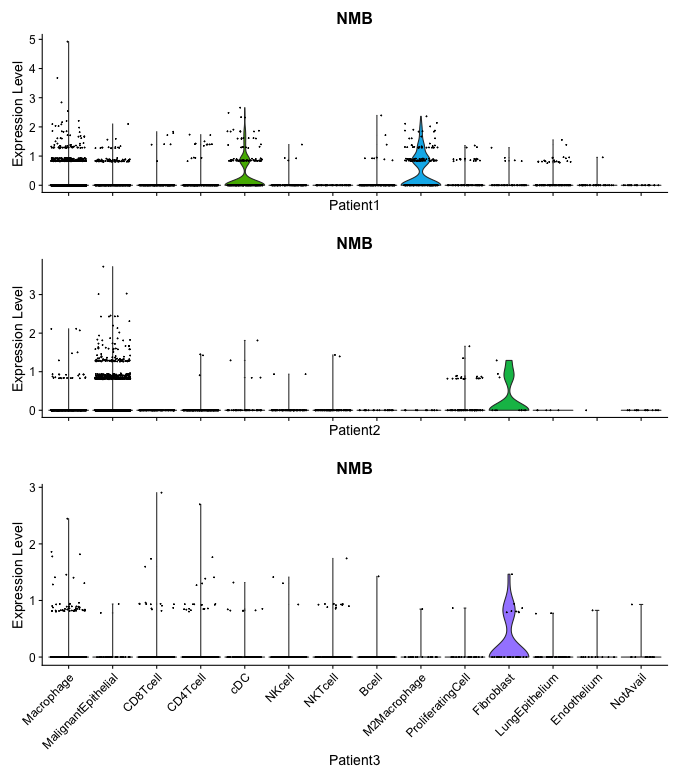 NMB
Expression Level
5
4
3
2
1
0
Patient1
NMB
Expression Level
3
2
1
0
Patient2
NMB
Expression Level
3
2
1
0
Macrophage
MalignantEpithelial
CD8Tcell
CD4Tcell
cDC
NKcell
NKTcell
Bcell
M2Macrophage
ProliferatingCell
Fibroblast
LungEpithelium
Endothelium
NotAvail
Patient3